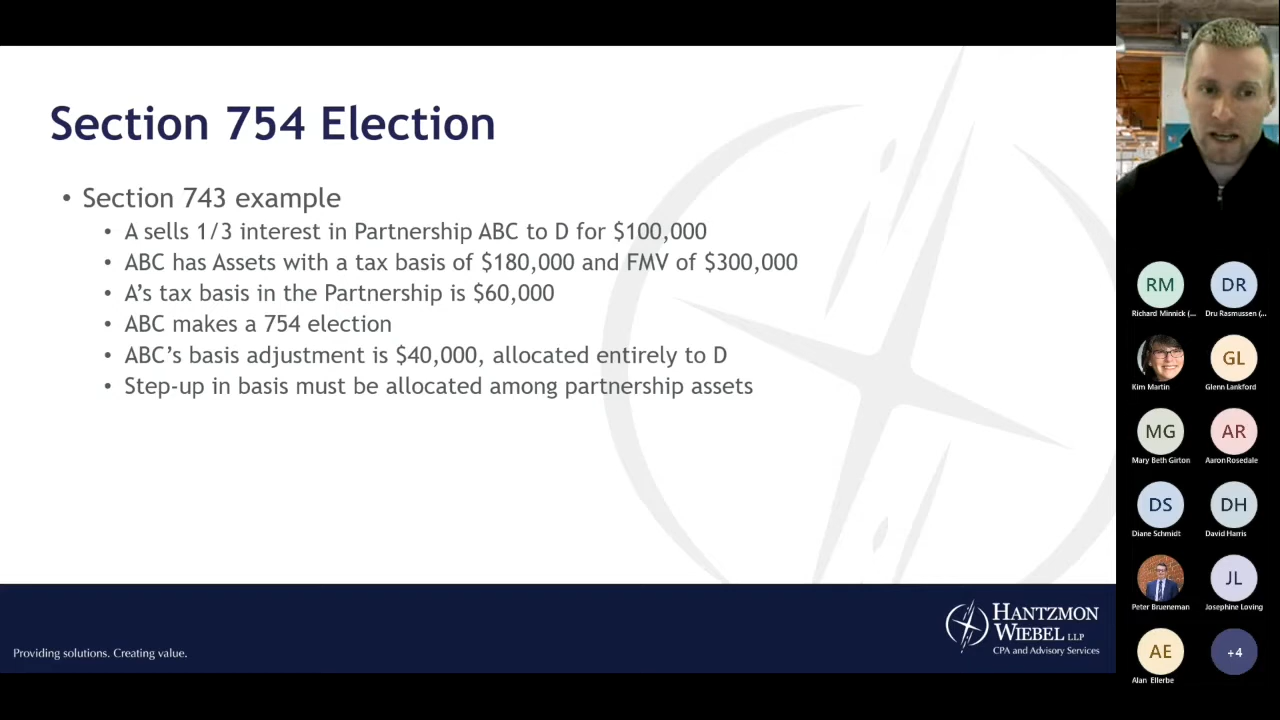 Section 754 Election
• Section 743 example
• A sells 1/3 interest in Partnership ABC to D for $100,000
• ABC has Assets with a tax basis of $180,000 and FMV of $300,000
• A’s tax basis in the Partnership is $60,000
• ABC makes a 754 election
• ABC’s basis adjustment is $40,000, allocated entirely to D
• Step-up in basis must be allocated among partnership assets
Providing solutions. Creating value.
HANTZMON
WIEBEL LLP
CPA and Advisory Services
RM DR
Richard Minnick (... Dru Rasmussen (...
GL
Kim Martin Glenn Lankford
MG AR
Mary Beth Girton Aaron Rosedale
DS DH
Diane Schmidt David Harris
JL
Peter Brueneman Josephine Loving
AE +4
Alan Ellerbe